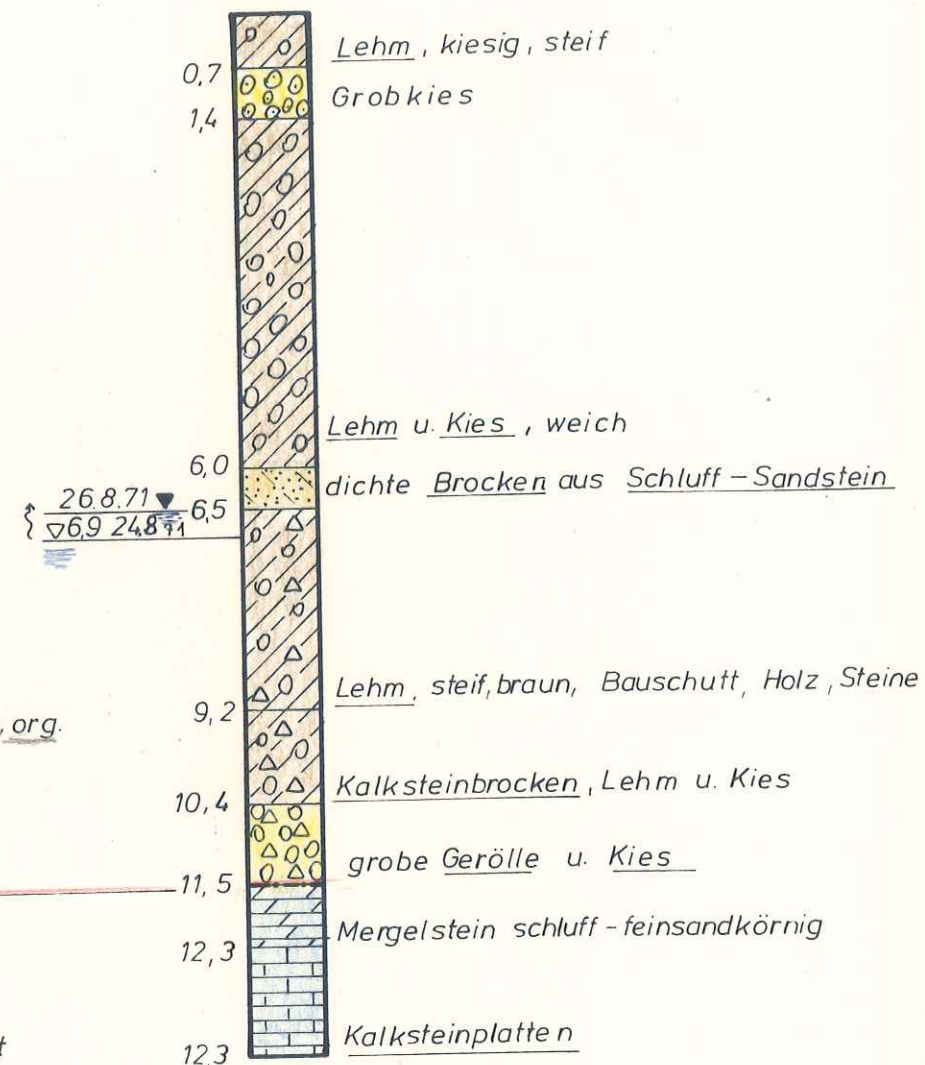 Lehm, kiesig, steif
0,7
Grobkies
1,4
Lehm u. Kies, weich
6,0
dichte Brocken aus Schluff-Sandstein
26.8.71 6,5
6,9 24.8 71
Lehm, steif, braun, Bauschutt, Holz, Steine
9,2
, org.
Kalksteinbrocken, Lehm u. Kies
10,4
grobe Gerölle u. Kies
11,5
Mergelstein schluff-feinsandkörnig
12,3
Kalksteinplatten
t
12.3